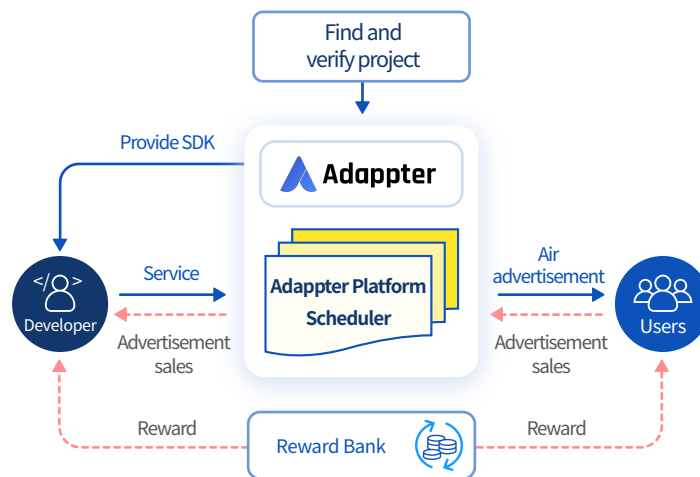 Find and
verify project
Provide SDK
Adappter
Service
Adappter Platform
Scheduler
Air
advertisement
</>
Developer
Users
Advertisement
sales
Advertisement
sales
Reward
Reward Bank
Reward